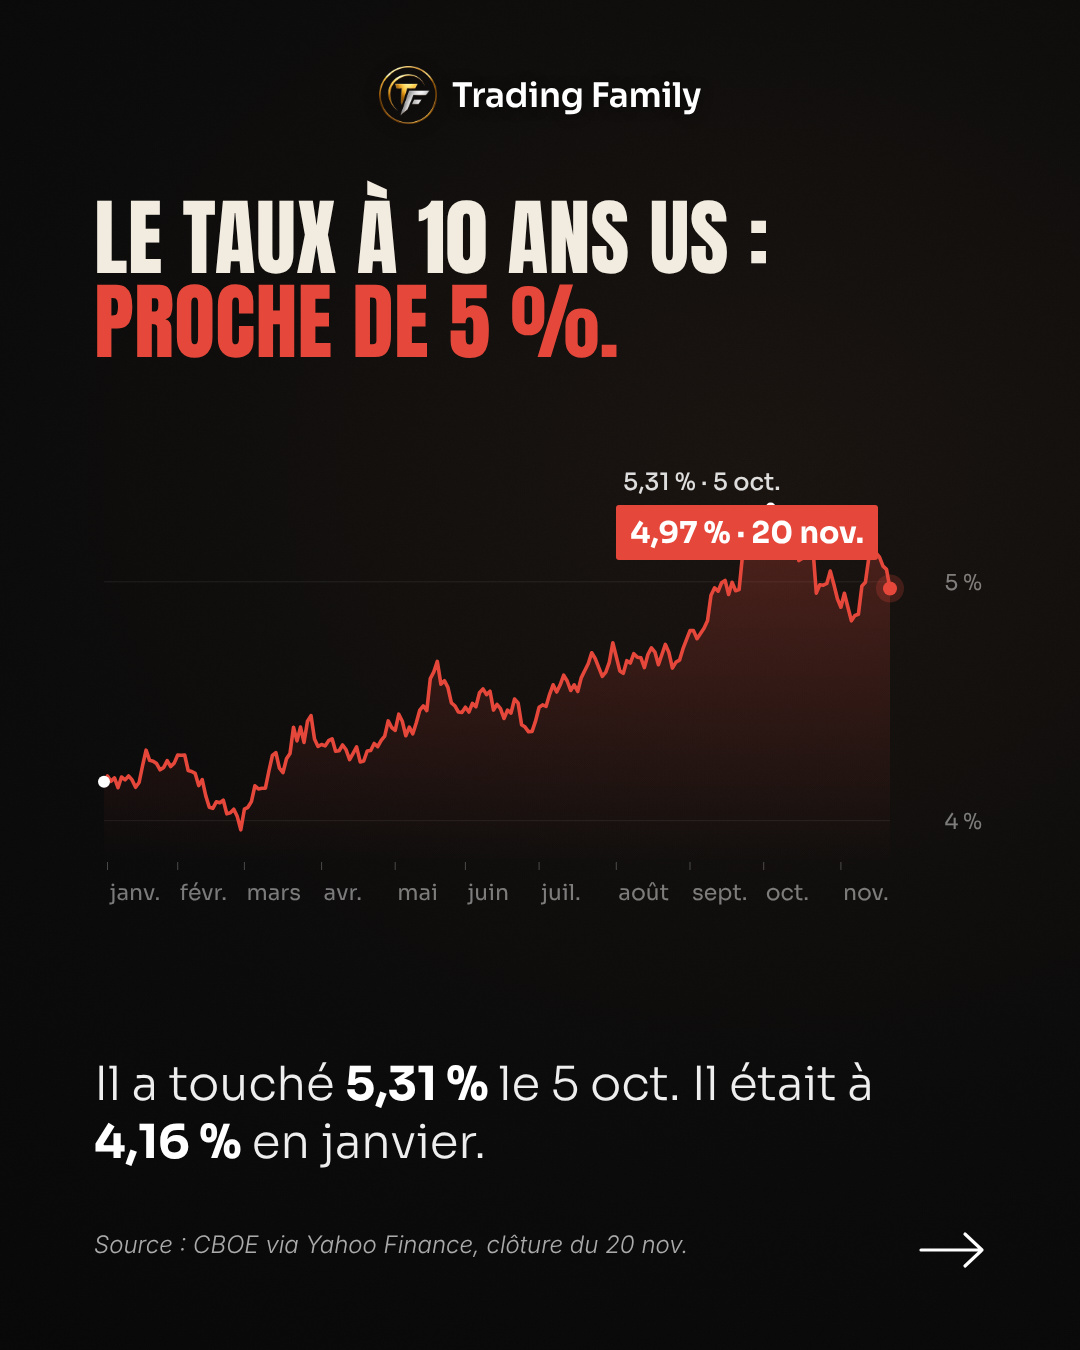 Trading Family
LE TAUX À 10 ANS US :
PROCHE DE 5 %.
5,31 % · 5 oct.
4,97 % · 20 nov.
5 %
4 %
janv. févr. mars avr. mai juin juil. août sept. oct. nov.
Il a touché 5,31 % le 5 oct. Il était à
4,16 % en janvier.
Source : CBOE via Yahoo Finance, clôture du 20 nov.